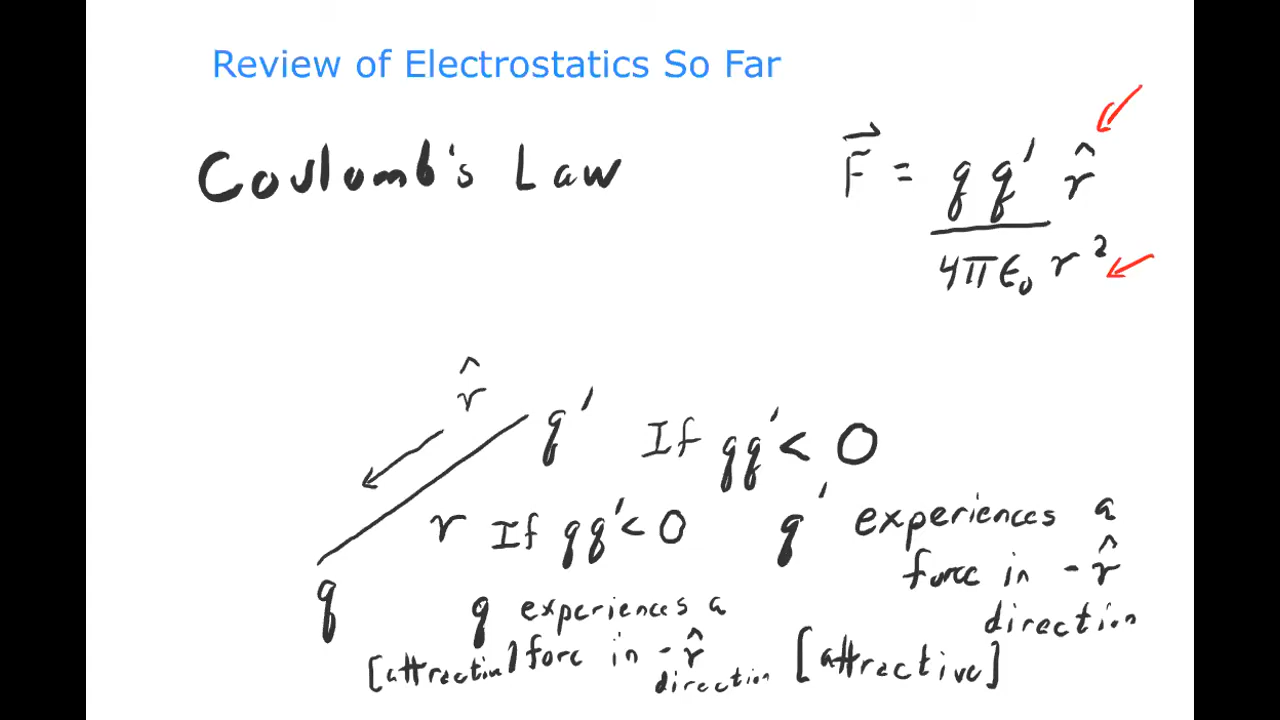 Review of Electrostatics So Far
Coulomb's Law
F⃗ = qq' r̂
4πε₀ r²
r̂
q' If qq' < 0
r If qq' < 0 q' experiences a
force in -r̂
direction
q q experiences a
[attractive] force in -r̂
direction [attractive]